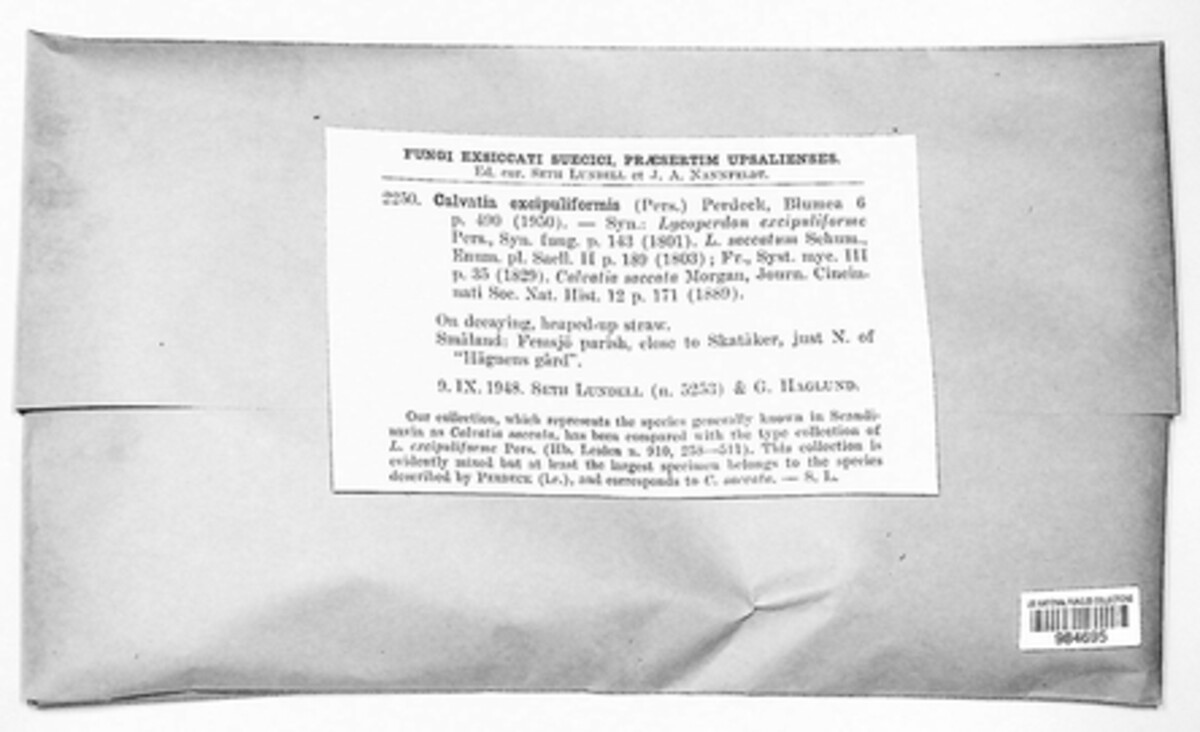 FUNGI EXSICCATI SUECICI, PRÆSERTIM UPSALIENSES.
Ed. cur. SETH LUNDELL et J. A. NANNFELDT.
2250. Calvatia excipuliformis (Pers.) Perdeck, Blumea 6
p. 490 (1950). — Syn.: Lycoperdon excipuliforme
Pers., Syn. fung. p. 143 (1801). L. saccatum Schum.,
Enum. pl. Saell. II p. 189 (1803); Fr., Syst. myc. III
p. 35 (1829). Calvatia saccata Morgan, Journ. Cincin-
nati Soc. Nat. Hist. 12 p. 171 (1889).
On decaying, heaped-up straw.
Småland: Femsjö parish, close to Skatåker, just N. of
"Hägnens gård".
9. IX. 1948. SETH LUNDELL (n. 5253) & G. HAGLUND.
Our collection, which represents the species generally known in Scandi-
navia as Calvatia saccata, has been compared with the type collection of
L. excipuliforme Pers. (Hb. Leiden n. 910, 258—511). This collection is
evidently mixed but at least the largest specimen belongs to the species
described by PERDECK (l.c.), and corresponds to C. saccata. — S. L.
US NATIONAL FUNGUS COLLECTIONS
984695